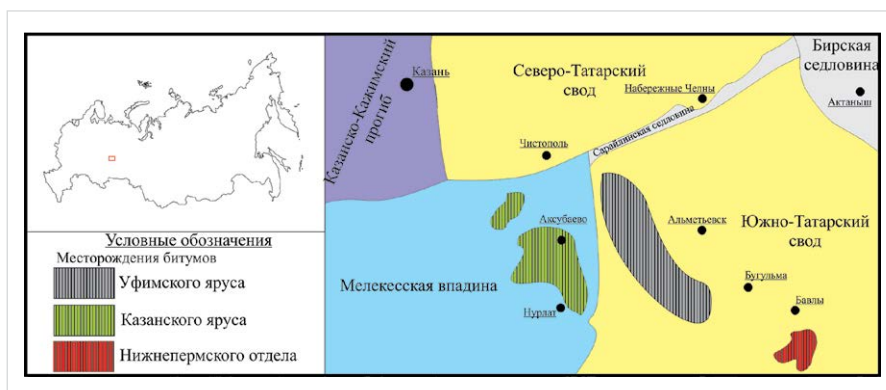 Условные обозначения
Месторождения битумов
Уфимского яруса
Казанского яруса
Нижнепермского отдела
Казанско-Кажимский
прогиб
Казань
Северо-Татарский
свод
Набережные Челны
Бирская
седловина
Актаныш
Чистополь
Сарайлинская седловина
Аксубаево
Альметьевск
Южно-Татарский
свод
Мелекесская впадина
Нурлат
Бугульма
Бавлы